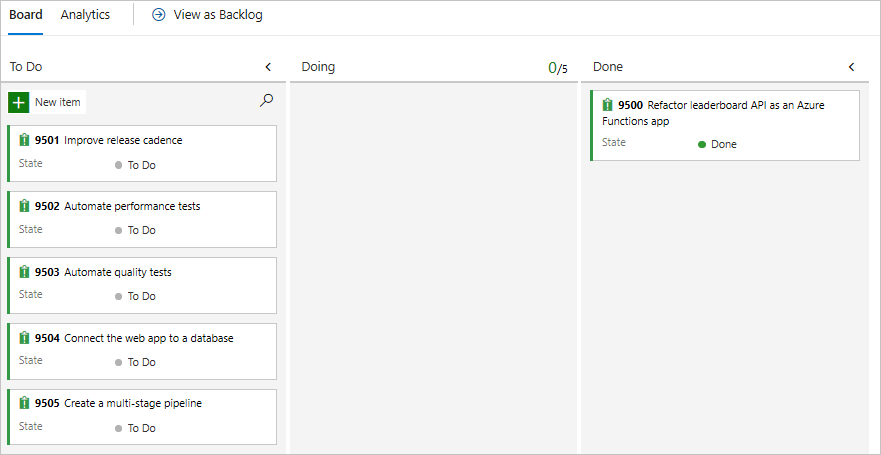 Board Analytics View as Backlog
To Do
New item
9501 Improve release cadence
State To Do
9502 Automate performance tests
State To Do
9503 Automate quality tests
State To Do
9504 Connect the web app to a database
State To Do
9505 Create a multi-stage pipeline
State To Do
Doing 0/5
Done
9500 Refactor leaderboard API as an Azure
Functions app
State Done